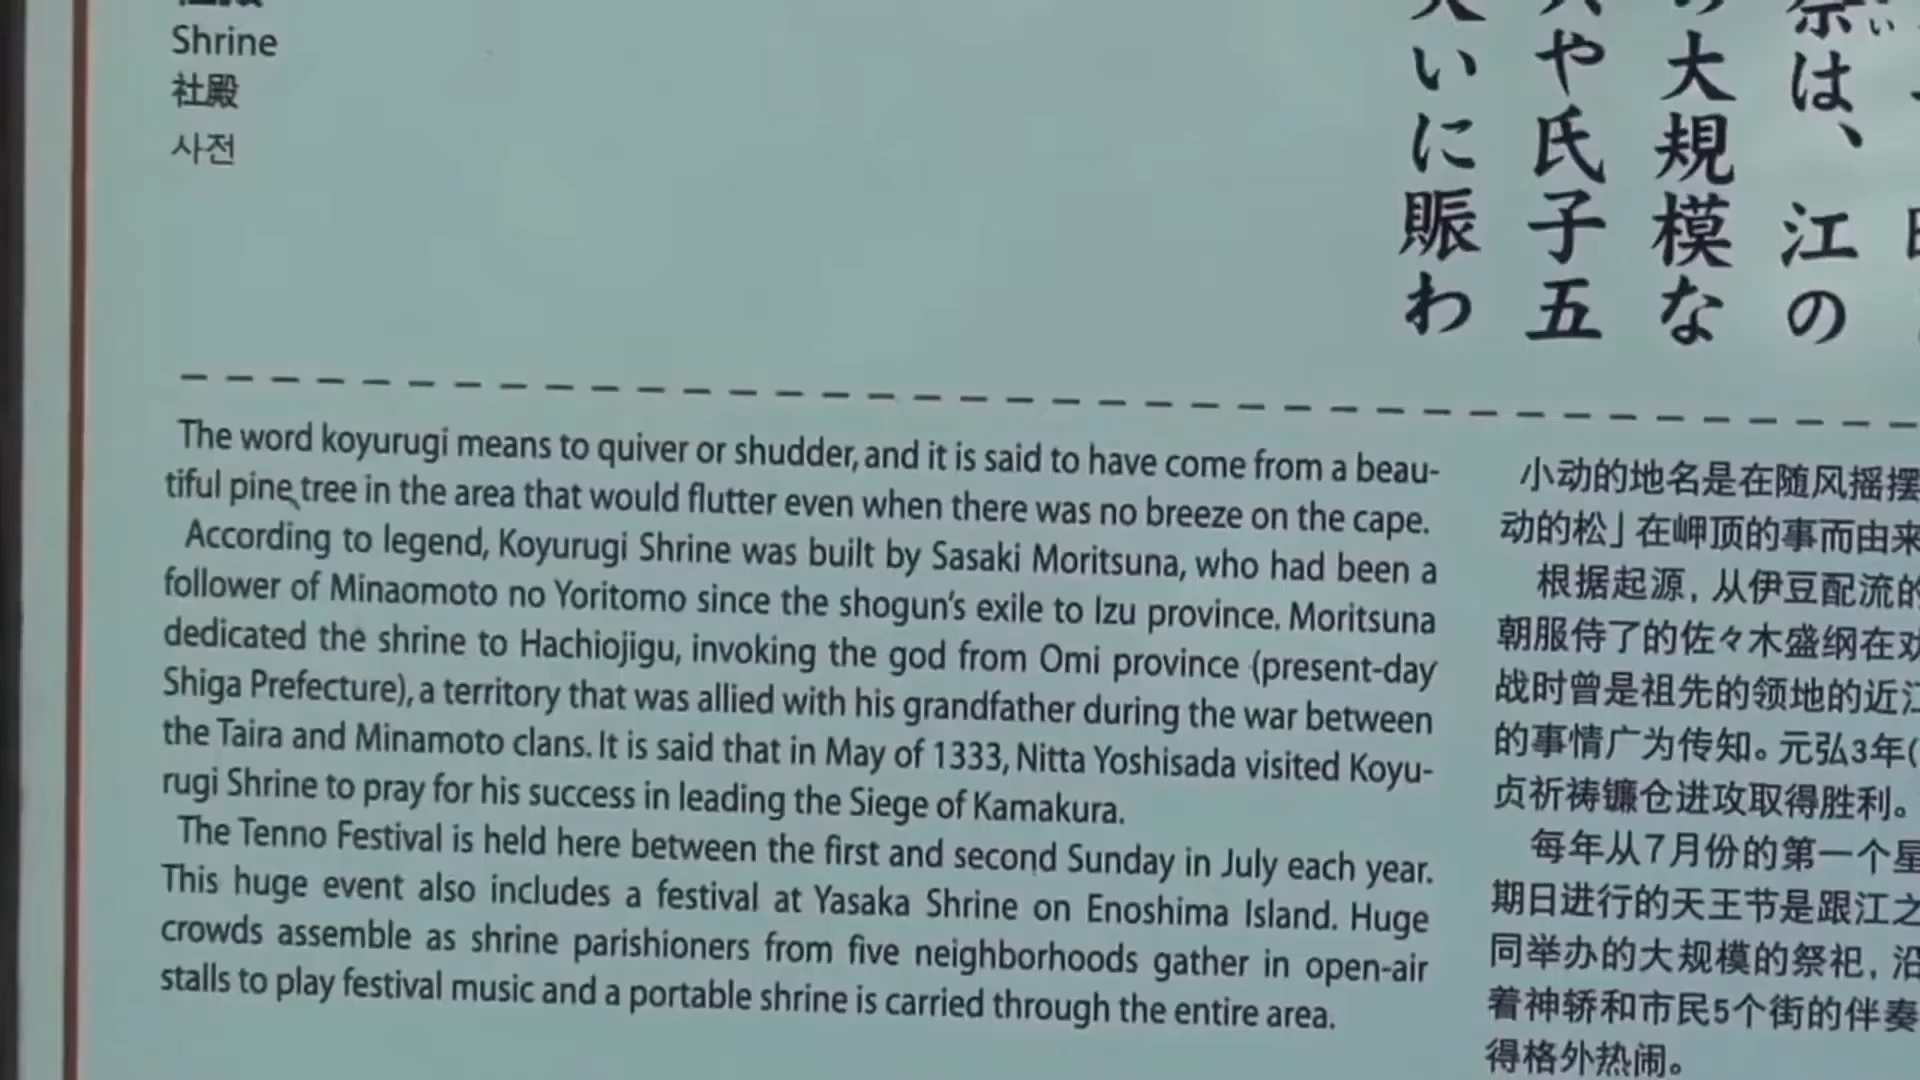 Shrine
社殿
사전
いに賑わ
や氏子五
大規模な
祭は、江の
The word koyurugi means to quiver or shudder, and it is said to have come from a beau-
tiful pine tree in the area that would flutter even when there was no breeze on the cape.
According to legend, Koyurugi Shrine was built by Sasaki Moritsuna, who had been a
follower of Minaomoto no Yoritomo since the shogun's exile to Izu province. Moritsuna
dedicated the shrine to Hachiojigu, invoking the god from Omi province (present-day
Shiga Prefecture), a territory that was allied with his grandfather during the war between
the Taira and Minamoto clans. It is said that in May of 1333, Nitta Yoshisada visited Koyu-
rugi Shrine to pray for his success in leading the Siege of Kamakura.
The Tenno Festival is held here between the first and second Sunday in July each year.
This huge event also includes a festival at Yasaka Shrine on Enoshima Island. Huge
crowds assemble as shrine parishioners from five neighborhoods gather in open-air
stalls to play festival music and a portable shrine is carried through the entire area.
小动的地名是在随风摇摆
动的松」在岬顶的事而由来
根据起源，从伊豆配流的
朝服侍了的佐々木盛纲在
战时曾是祖先的领地的近江
的事情广为传知。元弘3年(
贞祈祷镰仓进攻取得胜利。
每年从7月份的第一个星
期日进行的天王节是跟江之
同举办的大规模的祭祀，沿
着神轿和市民5个街的伴奏
得格外热闹。